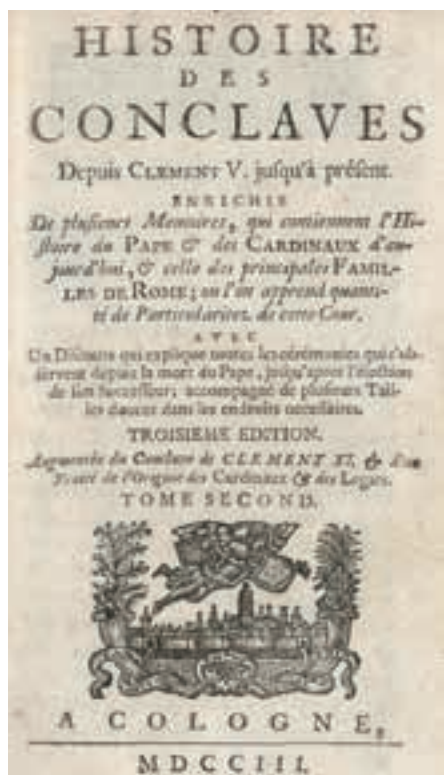 HISTOIRE
DES
CONCLAVES
Depuis CLEMENT V. jusqu'à présent.
ENRICHIE
De plusieurs Memoires, qui contiennent l'Hi-
stoire du PAPE & des CARDINAUX d'au-
jourd'hui, & celle des principales FAMIL-
LES DE ROME; où l'on apprend quanti-
té de Particularitez de cette Cour.
AVEC
Un Discours qui explique toutes les cérémonies qui s'ob-
servent depuis la mort du Pape, jusqu'après l'élection
de son Successeur; accompagné de plusieurs Tail-
les douces dans les endroits necessaires.
TROISIEME EDITION.
Augmentée du Conclave de CLEMENT XI. & d'un
Traité de l'Origine des Cardinaux & des Legats.
TOME SECOND.
A COLOGNE,
MDCCIII.